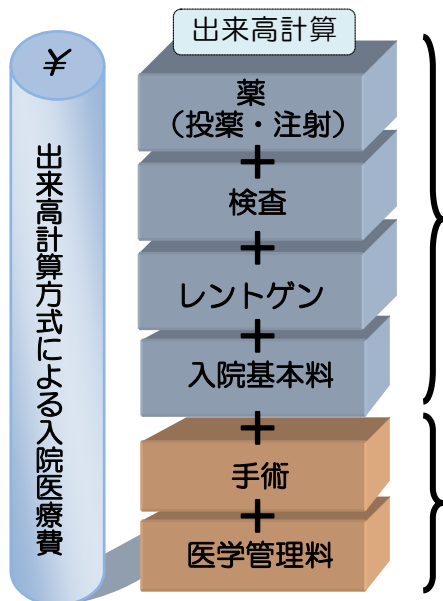 出来高計算
¥
出来高計算方式による入院医療費
薬
（投薬・注射）
+
検査
+
レントゲン
+
入院基本料
+
手術
+
医学管理料